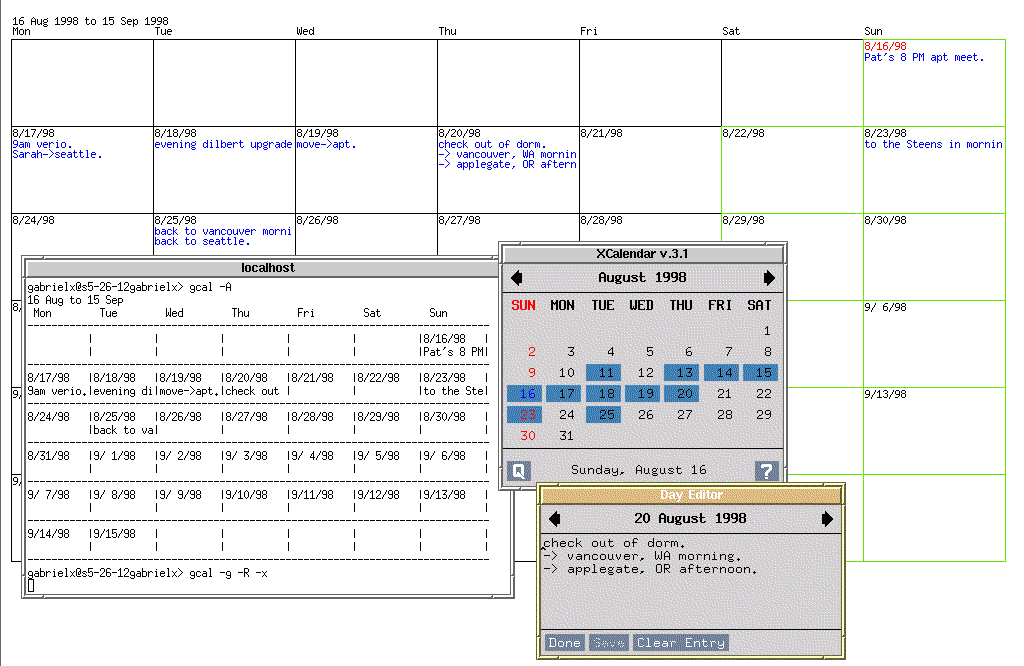 16 Aug 1998 to 15 Sep 1998
Mon Tue Wed Thu Fri Sat Sun
8/16/98
Pat's 8 PM apt meet.
8/17/98 8/18/98 8/19/98 8/20/98 8/21/98 8/22/98 8/23/98
9am verio. evening dilbert upgrade move->apt. check out of dorm. to the Steens in mornin
Sarah->seattle. -> vancouver, WA mornin
-> applegate, OR aftern
8/24/98 8/25/98 8/26/98 8/27/98 8/28/98 8/29/98 8/30/98
back to vancouver morni
back to seattle.
8/
9/ 6/98
9/
9/13/98
9/
localhost
gabrielx@s5-26-12gabrielx> gcal -A
16 Aug to 15 Sep
Mon Tue Wed Thu Fri Sat Sun
-----------------------------------------------------------------------
| | | | | |8/16/98 |
| | | | | |Pat's 8 PM|
-----------------------------------------------------------------------
8/17/98 |8/18/98 |8/19/98 |8/20/98 |8/21/98 |8/22/98 |8/23/98 |
9am verio.|evening dil|move->apt.|check out | | |to the Ste|
-----------------------------------------------------------------------
8/24/98 |8/25/98 |8/26/98 |8/27/98 |8/28/98 |8/29/98 |8/30/98 |
|back to va| | | | | |
-----------------------------------------------------------------------
8/31/98 |9/ 1/98 |9/ 2/98 |9/ 3/98 |9/ 4/98 |9/ 5/98 |9/ 6/98 |
| | | | | | |
-----------------------------------------------------------------------
9/ 7/98 |9/ 8/98 |9/ 9/98 |9/10/98 |9/11/98 |9/12/98 |9/13/98 |
| | | | | | |
-----------------------------------------------------------------------
9/14/98 |9/15/98 | | | | | |
| | | | | | |
-----------------------------------------------------------------------
gabrielx@s5-26-12gabrielx> gcal -g -R -x
XCalendar v.3.1
August 1998
SUN MON TUE WED THU FRI SAT
1
2 3 4 5 6 7 8
9 10 11 12 13 14 15
16 17 18 19 20 21 22
23 24 25 26 27 28 29
30 31
Q Sunday, August 16 ?
Day Editor
20 August 1998
check out of dorm.
-> vancouver, WA morning.
-> applegate, OR afternoon.
Done Save Clear Entry